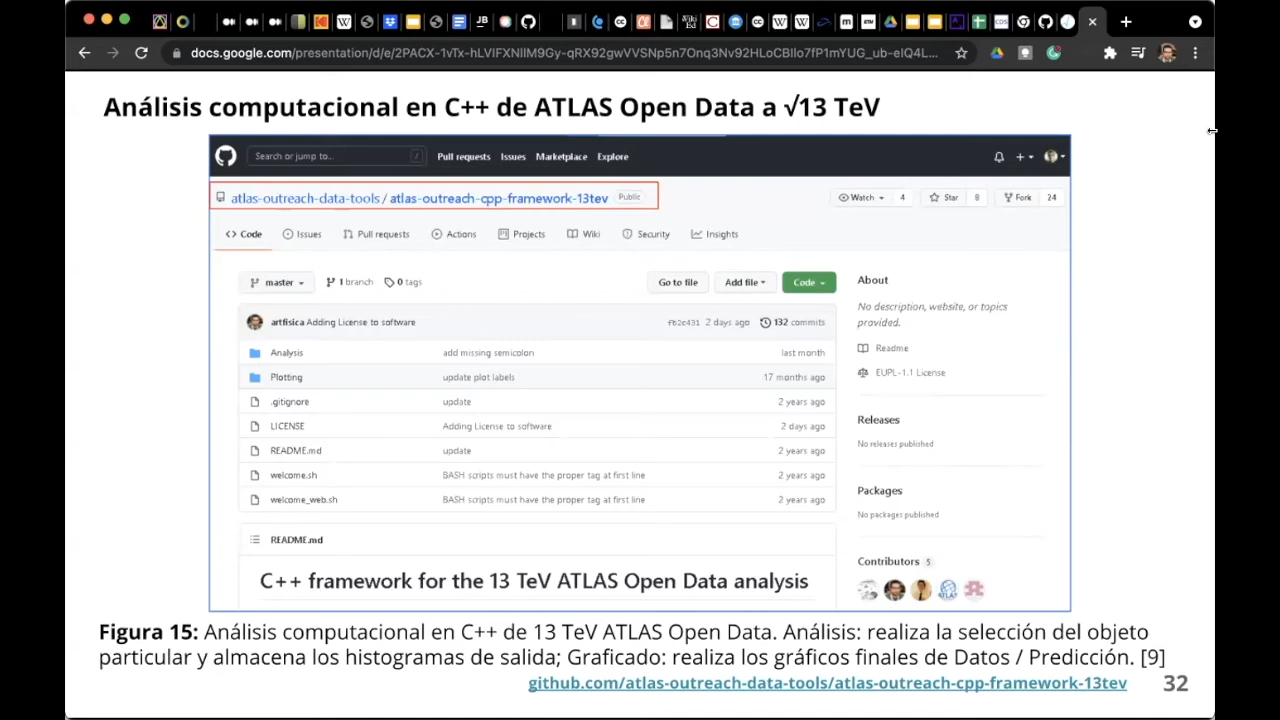 docs.google.com/presentation/d/e/2PACX-1vTx-hLVIFXNIlM9Gy-qRX92gwVVSNp5n7Onq3Nv92HLoCBIlo7fP1mYUG_ub-eIQ4L...
Análisis computacional en C++ de ATLAS Open Data a √13 TeV
Search or jump to... / Pull requests Issues Marketplace Explore
atlas-outreach-data-tools / atlas-outreach-cpp-framework-13tev Public Watch 4 Star 8 Fork 24
Code Issues Pull requests Actions Projects Wiki Security Insights
master 1 branch 0 tags Go to file Add file Code
About
No description, website, or topics
provided.
artfisica Adding License to software 2 days ago 132 commits
Analysis add missing semicolon last month
Readme
Plotting update plot labels 17 months ago
EUPL-1.1 License
.gitignore update 2 years ago
LICENSE Adding License to software 2 days ago
Releases
No releases published
README.md update 2 years ago
welcome.sh BASH scripts must have the proper tag at first line 2 years ago
Packages
welcome_web.sh BASH scripts must have the proper tag at first line 2 years ago
No packages published
README.md
Contributors 5
C++ framework for the 13 TeV ATLAS Open Data analysis
Figura 15: Análisis computacional en C++ de 13 TeV ATLAS Open Data. Análisis: realiza la selección del objeto
particular y almacena los histogramas de salida; Graficado: realiza los gráficos finales de Datos / Predicción. [9]
github.com/atlas-outreach-data-tools/atlas-outreach-cpp-framework-13tev 32